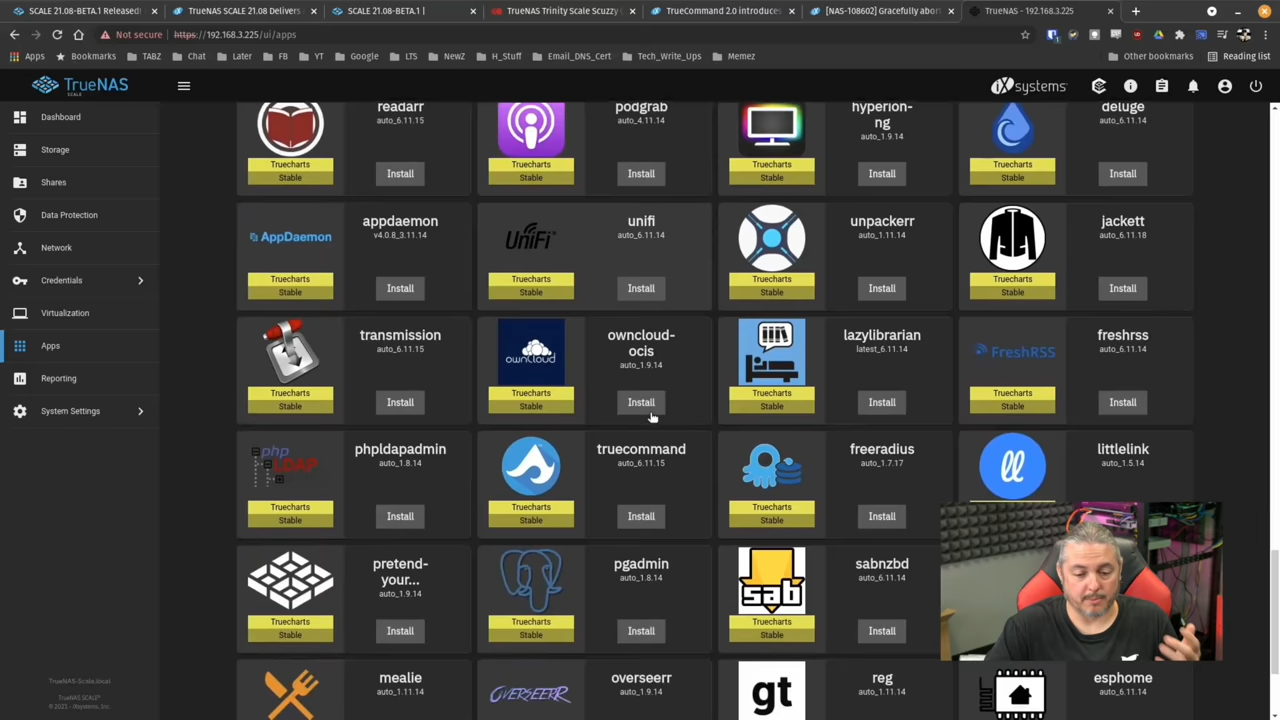 SCALE 21.08-BETA.1 Released!
TrueNAS SCALE 21.08 Delivers
SCALE 21.08-BETA.1 |
TrueNAS Trinity Scale Scuzzy (
TrueCommand 2.0 introduces
[NAS-108602] Gracefully abort
TrueNAS - 192.168.3.225
Not secure
https://192.168.3.225/ui/apps
Apps
Bookmarks
TABZ
Chat
Later
FB
YT
Google
LTS
NewZ
H_Stuff
Email_DNS_Cert
Tech_Write_Ups
Memez
Other bookmarks
Reading list
TrueNAS
SCALE
iXsystems
Dashboard
Storage
Shares
Data Protection
Network
Credentials
Virtualization
Apps
Reporting
System Settings
TrueNAS-Scale.local
TrueNAS SCALE®
© 2021 - iXsystems, Inc.
readarr
auto_6.11.15
Truecharts
Stable
Install
podgrab
auto_4.11.14
Truecharts
Stable
Install
hyperion-
ng
auto_1.9.14
Truecharts
Stable
Install
deluge
auto_6.11.14
Truecharts
Stable
Install
AppDaemon
appdaemon
v4.0.8_3.11.14
Truecharts
Stable
Install
UniFi
unifi
auto_6.11.14
Truecharts
Stable
Install
unpackerr
auto_1.11.14
Truecharts
Stable
Install
jackett
auto_6.11.18
Truecharts
Stable
Install
transmission
auto_6.11.15
Truecharts
Stable
Install
ownCloud
owncloud-
ocis
auto_1.9.14
Truecharts
Stable
Install
lazylibrarian
latest_6.11.14
Truecharts
Stable
Install
FreshRSS
freshrss
auto_6.11.14
Truecharts
Stable
Install
php
LDAP
phpldapadmin
auto_1.8.14
Truecharts
Stable
Install
truecommand
auto_6.11.15
Truecharts
Stable
Install
freeradius
auto_1.7.17
Truecharts
Stable
Install
ll
littlelink
auto_1.5.14
pretend-
your...
auto_1.9.14
Truecharts
Stable
Install
pgadmin
auto_1.8.14
Truecharts
Stable
Install
sab
sabnzbd
auto_6.11.14
Truecharts
Stable
Install
mealie
auto_1.11.14
OVERSEERR
overseerr
auto_1.9.14
gt
reg
auto_1.11.14
esphome
auto_6.11.14